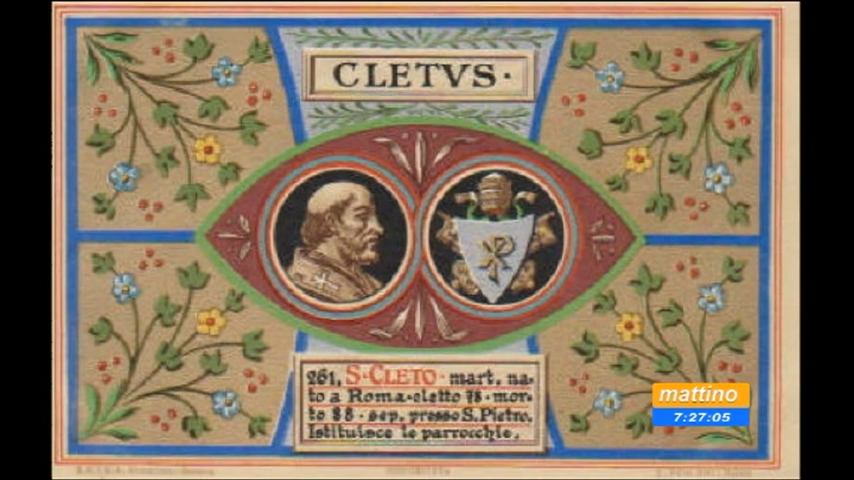 CLETVS·
261, S·CLETO·mart. na-
to a Roma·eletto 78·mor-
to 88·sep. presso S. Pietro.
Istituisce le parrocchie.
mattino
7:27:05